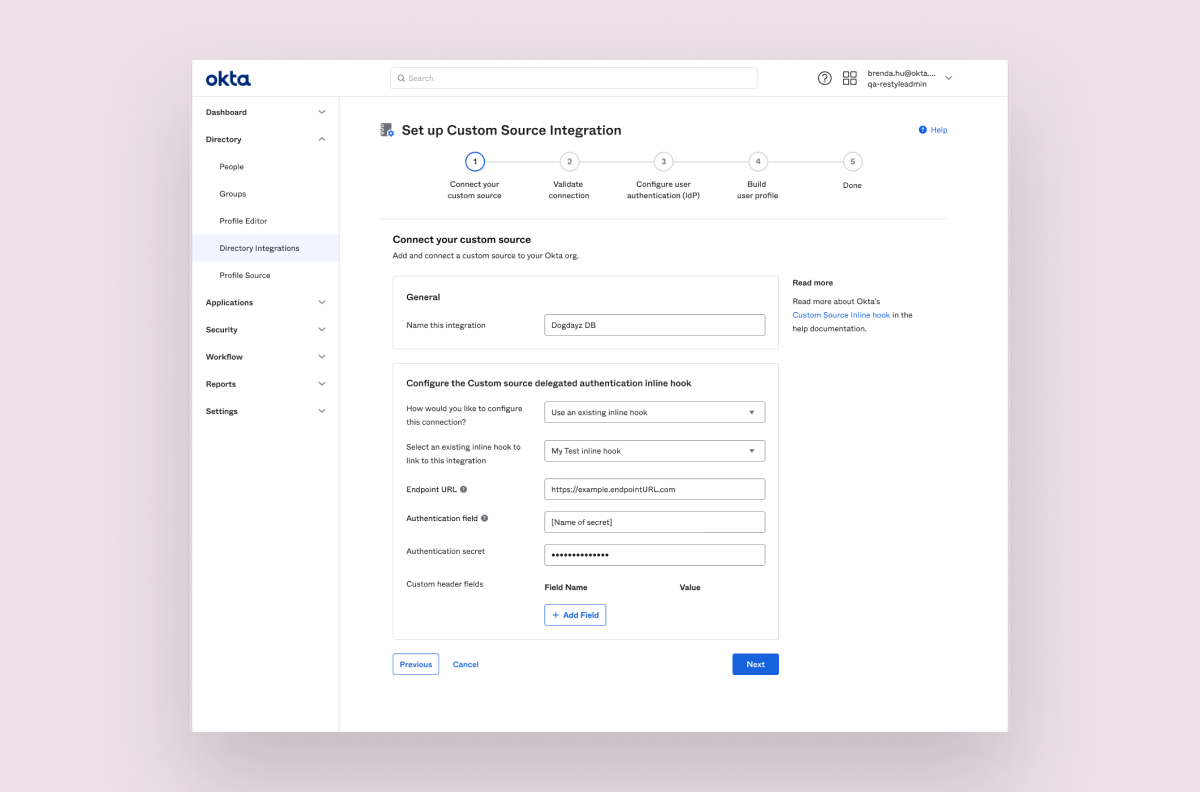 okta
Search
brenda.hu@okta....
qa-restyleadmin
Dashboard
Directory
People
Groups
Profile Editor
Directory Integrations
Profile Source
Applications
Security
Workflow
Reports
Settings
Set up Custom Source Integration
Help
1
2
3
4
5
Connect your
custom source
Validate
connection
Configure user
authentication (IdP)
Build
user profile
Done
Connect your custom source
Add and connect a custom source to your Okta org.
General
Name this integration
Dogdayz DB
Configure the Custom source delegated authentication inline hook
How would you like to configure
this connection?
Use an existing inline hook
Select an existing inline hook to
link to this integration
My Test inline hook
Endpoint URL
https://example.endpointURL.com
Authentication field
[Name of secret]
Authentication secret
••••••••••••••
Custom header fields
Field Name
Value
+ Add Field
Previous
Cancel
Next
Read more
Read more about Okta's
Custom Source Inline hook in the
help documentation.